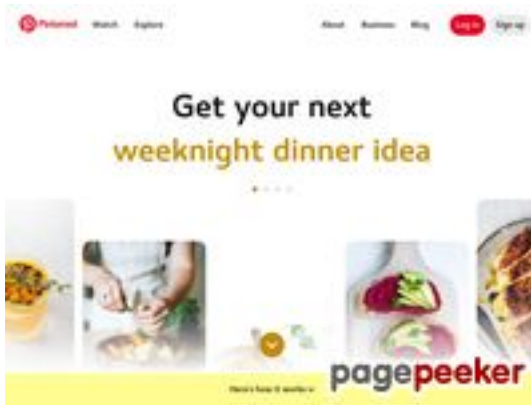 Pinterest Watch Explore About Business Blog Log in Sign up
Get your next
weeknight dinner idea
Here's how it works
pagepeeker